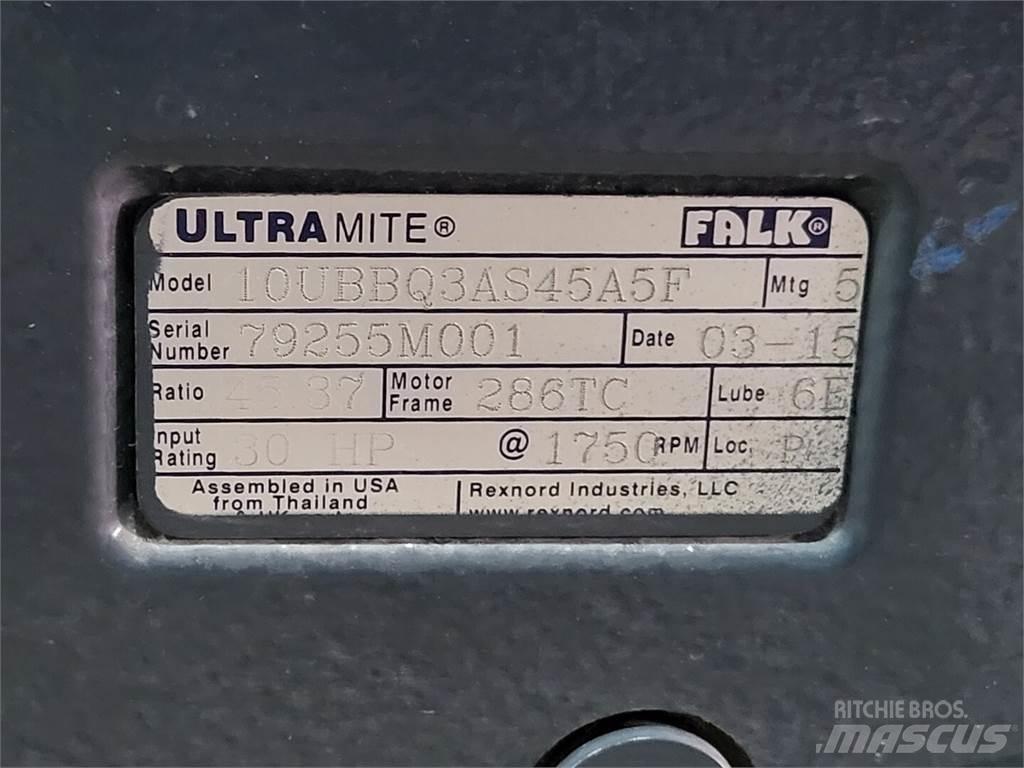 ULTRAMITE® FALK®
Model 10UBBQ3AS45A5F Mtg 5
Serial Number 79255M001 Date 03-15
Ratio 45.37 Motor Frame 286TC Lube 6E
Input Rating 30 HP @ 1750 RPM Loc. P
Assembled in USA Rexnord Industries, LLC
from Thailand www.rexnord.com
RITCHIE BROS.
MASCUS